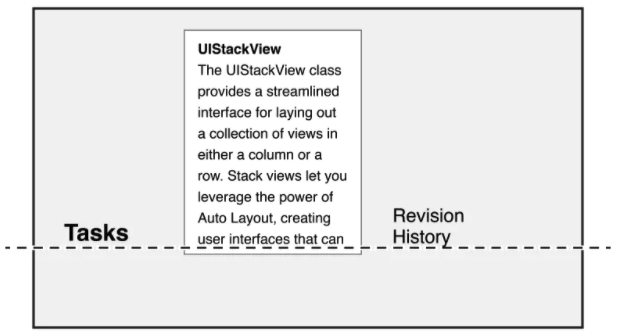 UIStackView
The UIStackView class
provides a streamlined
interface for laying out
a collection of views in
either a column or a
row. Stack views let you
leverage the power of
Auto Layout, creating
user interfaces that can
Tasks
Revision
History